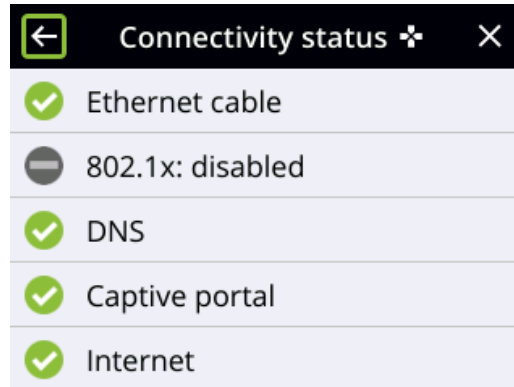 Connectivity status
Ethernet cable
802.1x: disabled
DNS
Captive portal
Internet